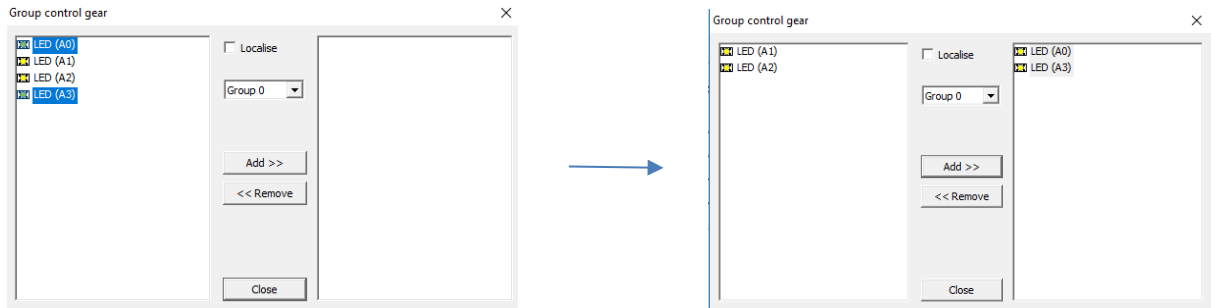 Group control gear
LED (A0)
LED (A1)
LED (A2)
LED (A3)
Localise
Group 0
Add >>
<< Remove
Close
Group control gear
LED (A1)
LED (A2)
Localise
Group 0
Add >>
<< Remove
Close
LED (A0)
LED (A3)